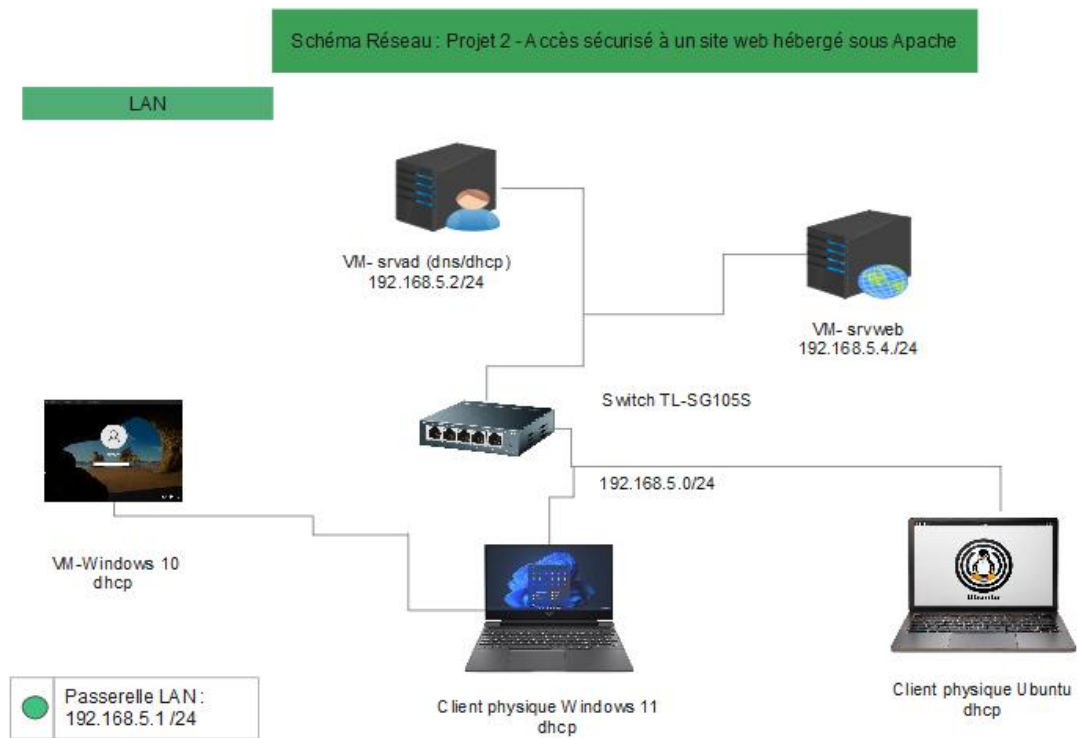 Schéma Réseau : Projet 2 - Accès sécurisé à un site web hébergé sous Apache
LAN
VM- srvad (dns/dhcp)
192.168.5.2/24
VM- srvweb
192.168.5.4./24
Switch TL-SG105S
192.168.5.0/24
VM-Windows 10
dhcp
Ubuntu
Client physique Windows 11
dhcp
Client physique Ubuntu
dhcp
Passerelle LAN :
192.168.5.1 /24